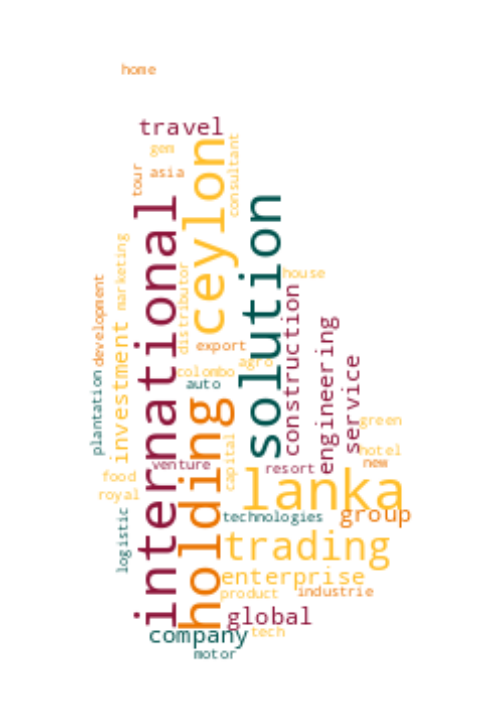 home
travel
gem
asia
tour
consultant
ceylon
international
solution
marketing
distributor
house
development
construction
investment
engineering
export
service
agro
colombo
auto
plantation
holding
green
capital
hotel
venture
new
resort
food
lanka
royal
logistic
technologies
group
trading
enterprise
product
industrie
global
company
tech
motor